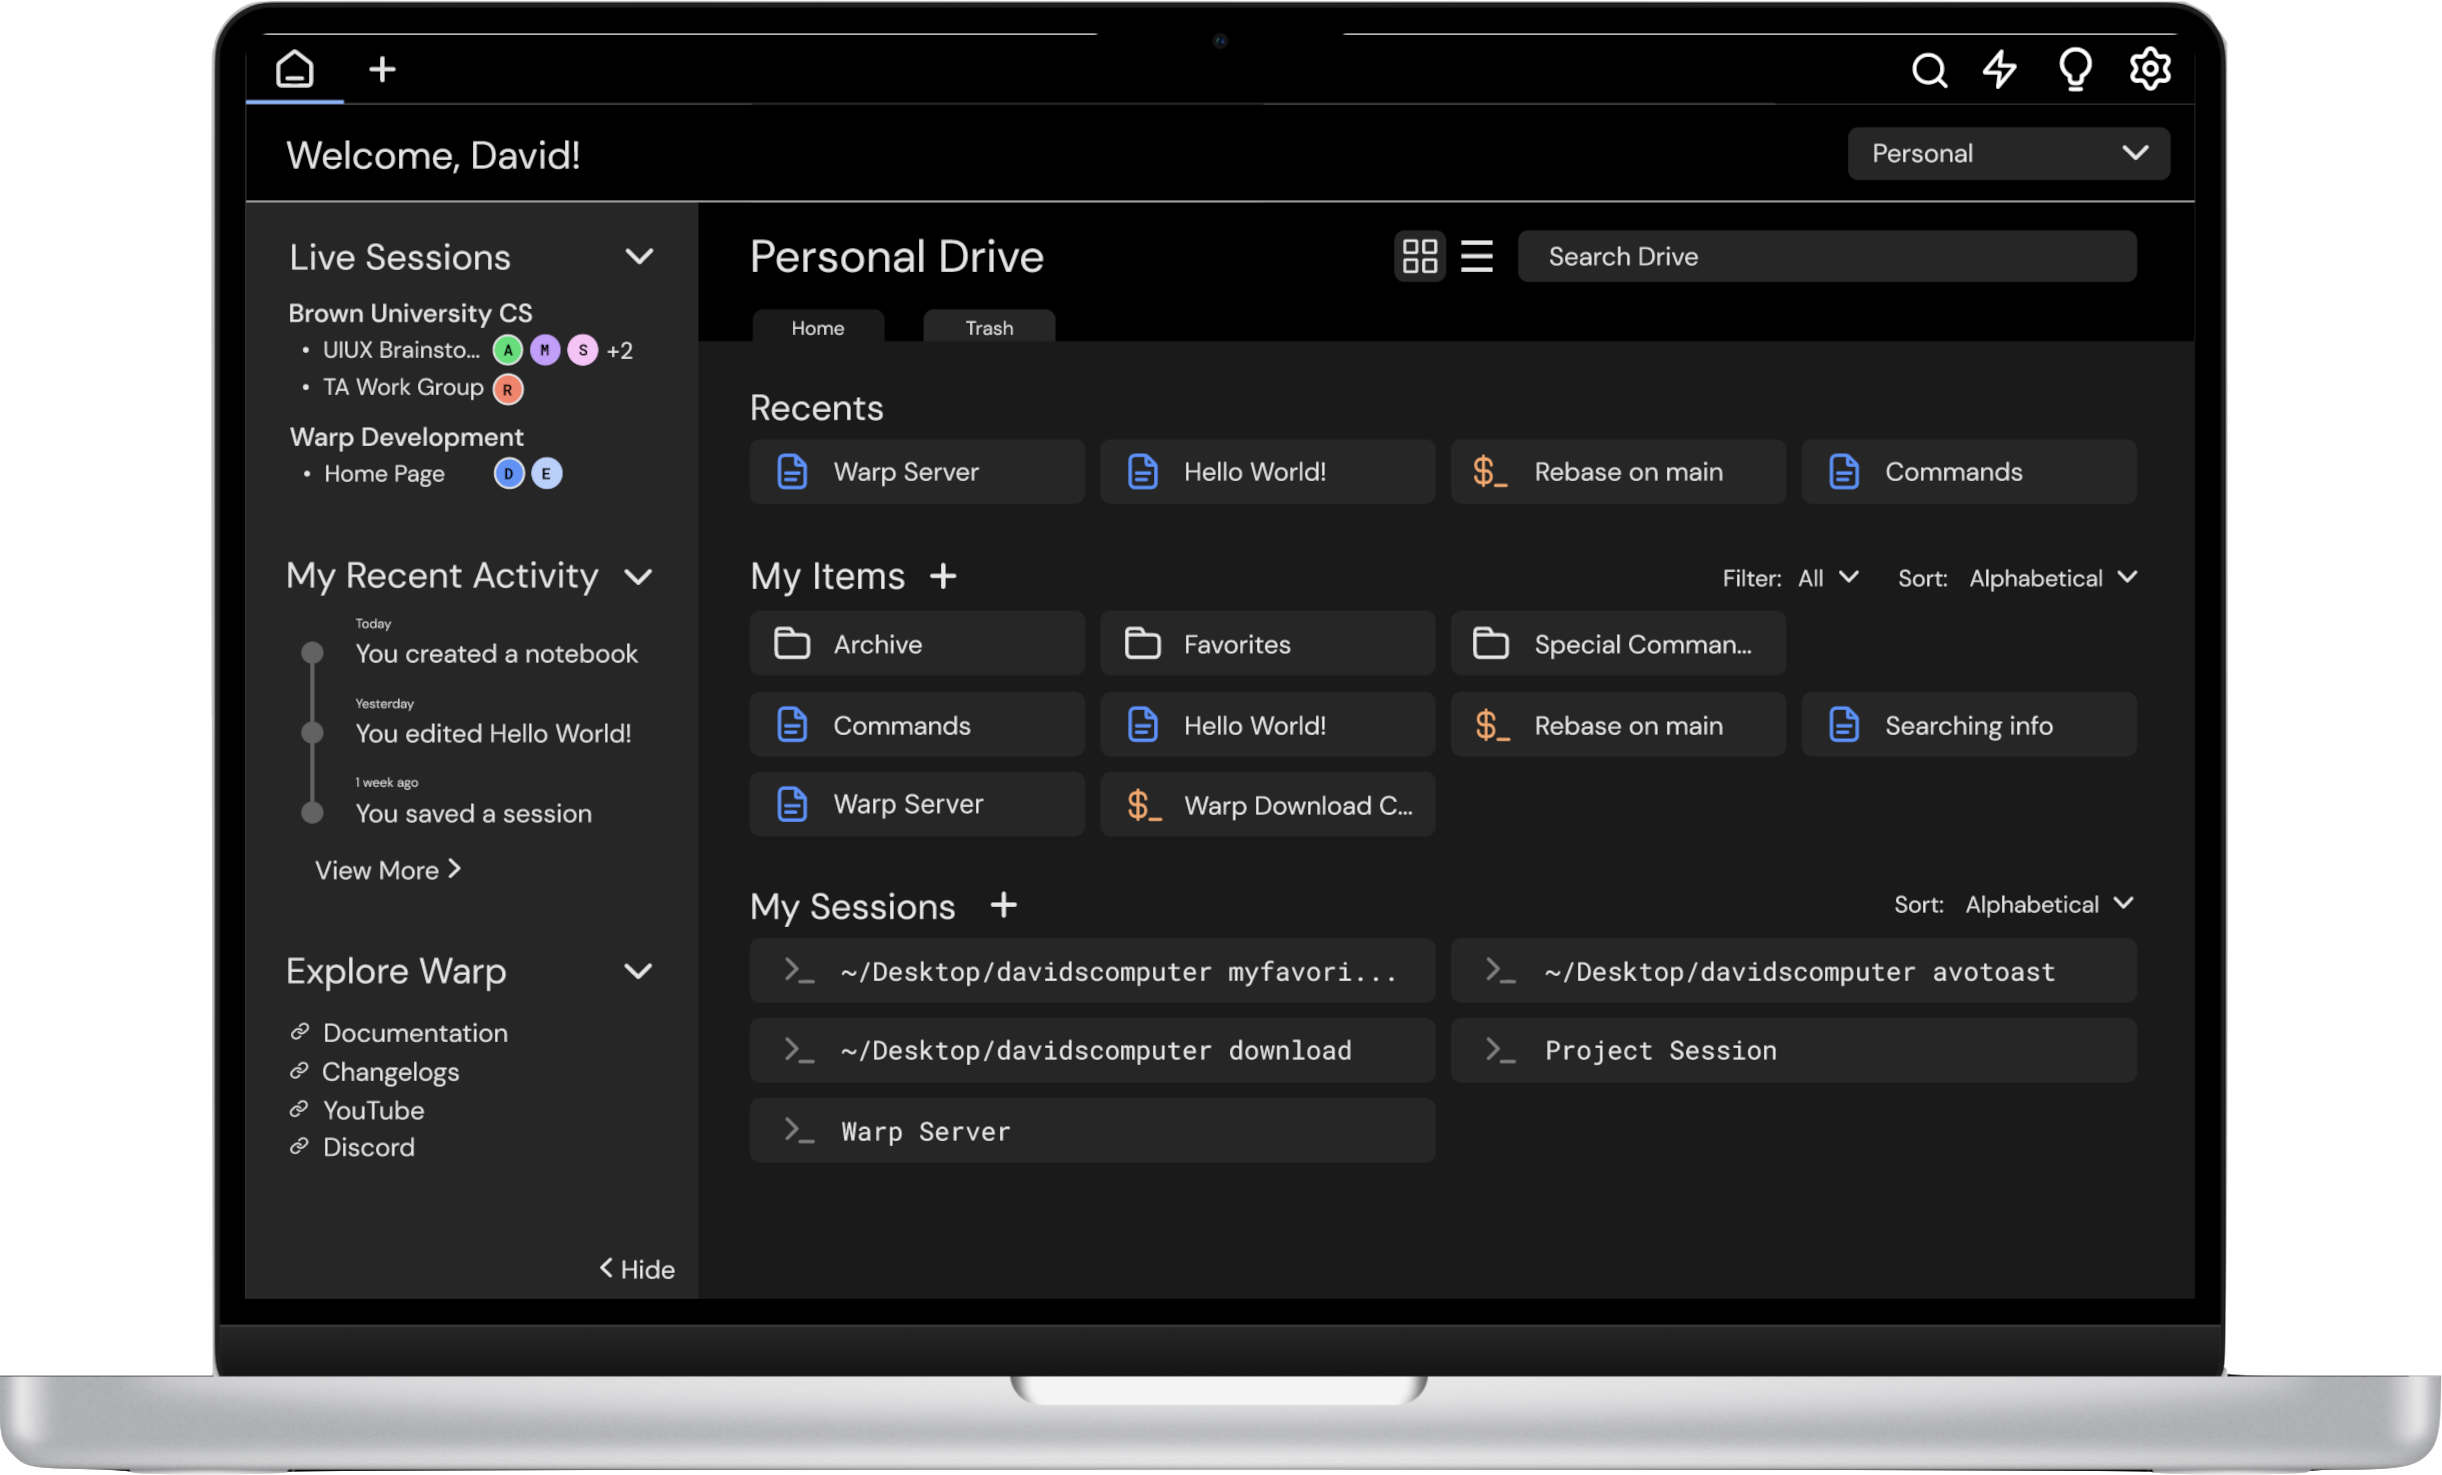 Welcome, David!
Personal
Live Sessions
Brown University CS
• UIUX Brainsto... A M S +2
• TA Work Group R
Warp Development
• Home Page D E
My Recent Activity
Today
You created a notebook
Yesterday
You edited Hello World!
1 week ago
You saved a session
View More
Explore Warp
Documentation
Changelogs
YouTube
Discord
Hide
Personal Drive
Search Drive
Home Trash
Recents
Warp Server Hello World! $_ Rebase on main Commands
My Items + Filter: All Sort: Alphabetical
Archive Favorites Special Comman...
Commands Hello World! $_ Rebase on main Searching info
Warp Server $_ Warp Download C...
My Sessions + Sort: Alphabetical
>_ ~/Desktop/davidscomputer myfavori... >_ ~/Desktop/davidscomputer avotoast
>_ ~/Desktop/davidscomputer download >_ Project Session
>_ Warp Server